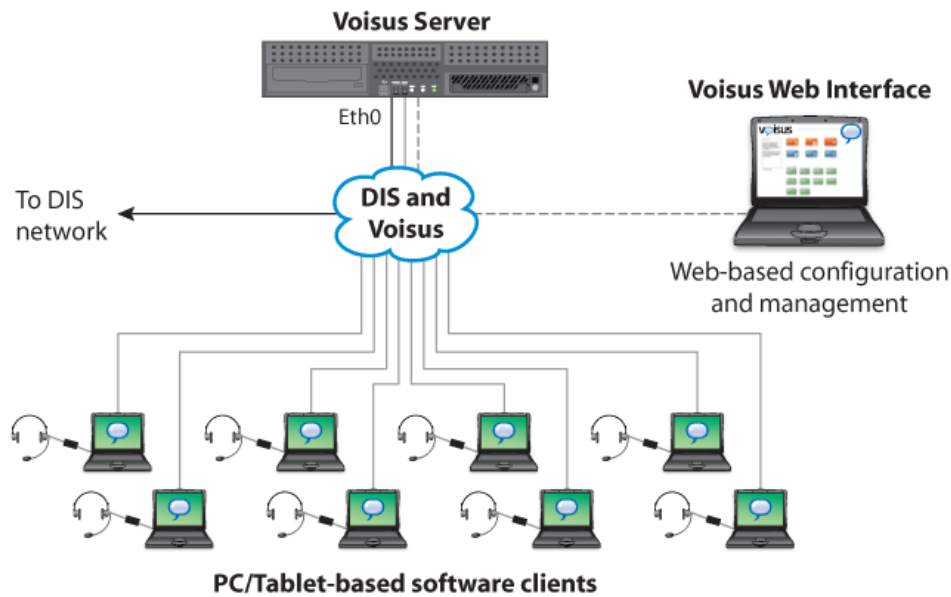 Voisus Server
Eth0
Voisus Web Interface
voisus
To DIS
network
DIS and
Voisus
Web-based configuration
and management
PC/Tablet-based software clients